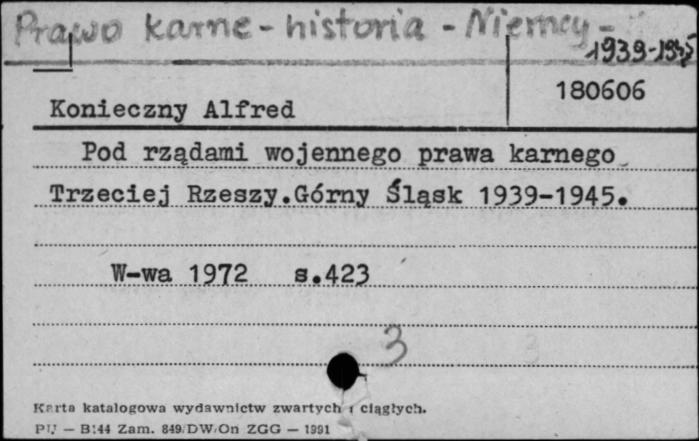 Prawo karne - historia - Niemcy -
1939-1945
180606
Konieczny Alfred
Pod rządami wojennego prawa karnego
Trzeciej Rzeszy.Górny Śląsk 1939-1945.
W-wa 1972 s.423
3
Karta katalogowa wydawnictw zwartych i ciągłych.
PU — B144 Zam. 849/DW/On ZGG — 1991